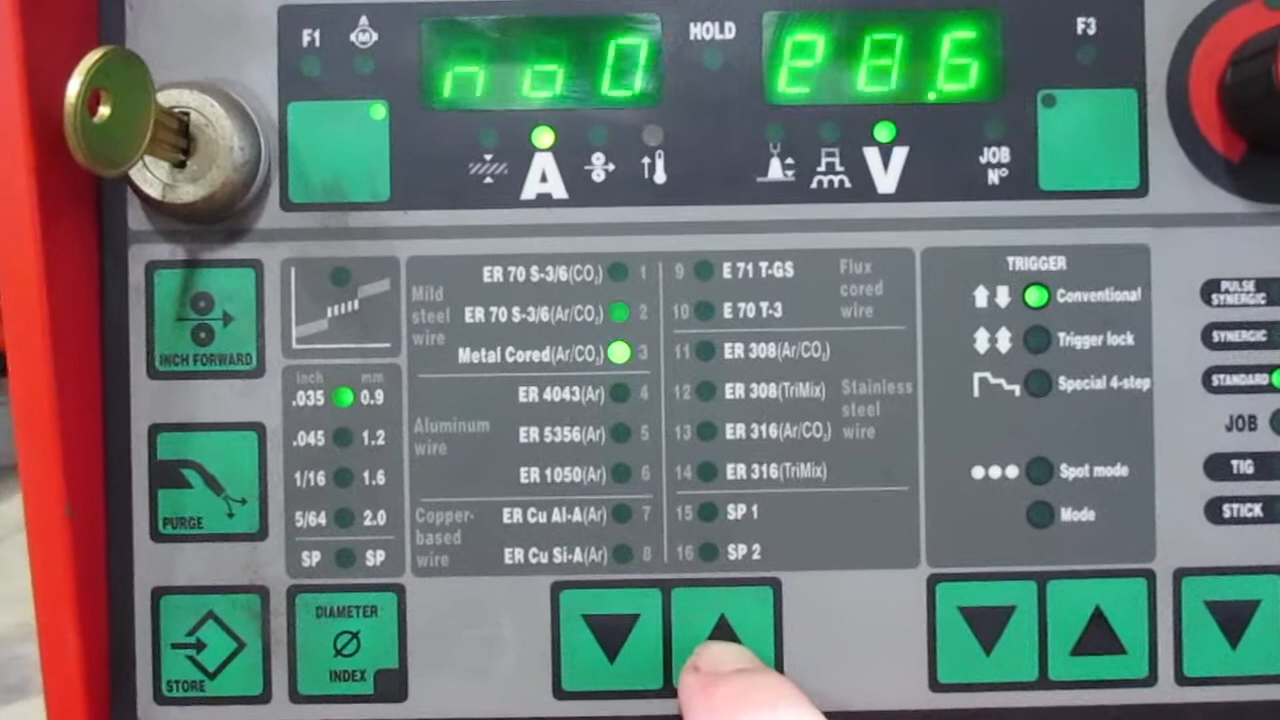 F1
A
M
HOLD
F3
A
V
JOB
N°
INCH FORWARD
inch mm
.035 0.9
.045 1.2
1/16 1.6
5/64 2.0
SP SP
Mild
steel
wire
ER 70 S-3/6(CO₂) 1
ER 70 S-3/6(Ar/CO₂) 2
Metal Cored(Ar/CO₂) 3
Aluminum
wire
ER 4043(Ar) 4
ER 5356(Ar) 5
ER 1050(Ar) 6
Copper-
based
wire
ER Cu Al-A(Ar) 7
ER Cu Si-A(Ar) 8
9 E 71 T-GS
10 E 70 T-3
Flux
cored
wire
11 ER 308(Ar/CO₂)
12 ER 308(TriMix)
13 ER 316(Ar/CO₂)
14 ER 316(TriMix)
Stainless
steel
wire
15 SP 1
16 SP 2
TRIGGER
Conventional
Trigger lock
Special 4-step
Spot mode
Mode
PULSE
SYNERGIC
SYNERGIC
STANDARD
JOB
TIG
STICK
PURGE
STORE
DIAMETER
Ø
INDEX